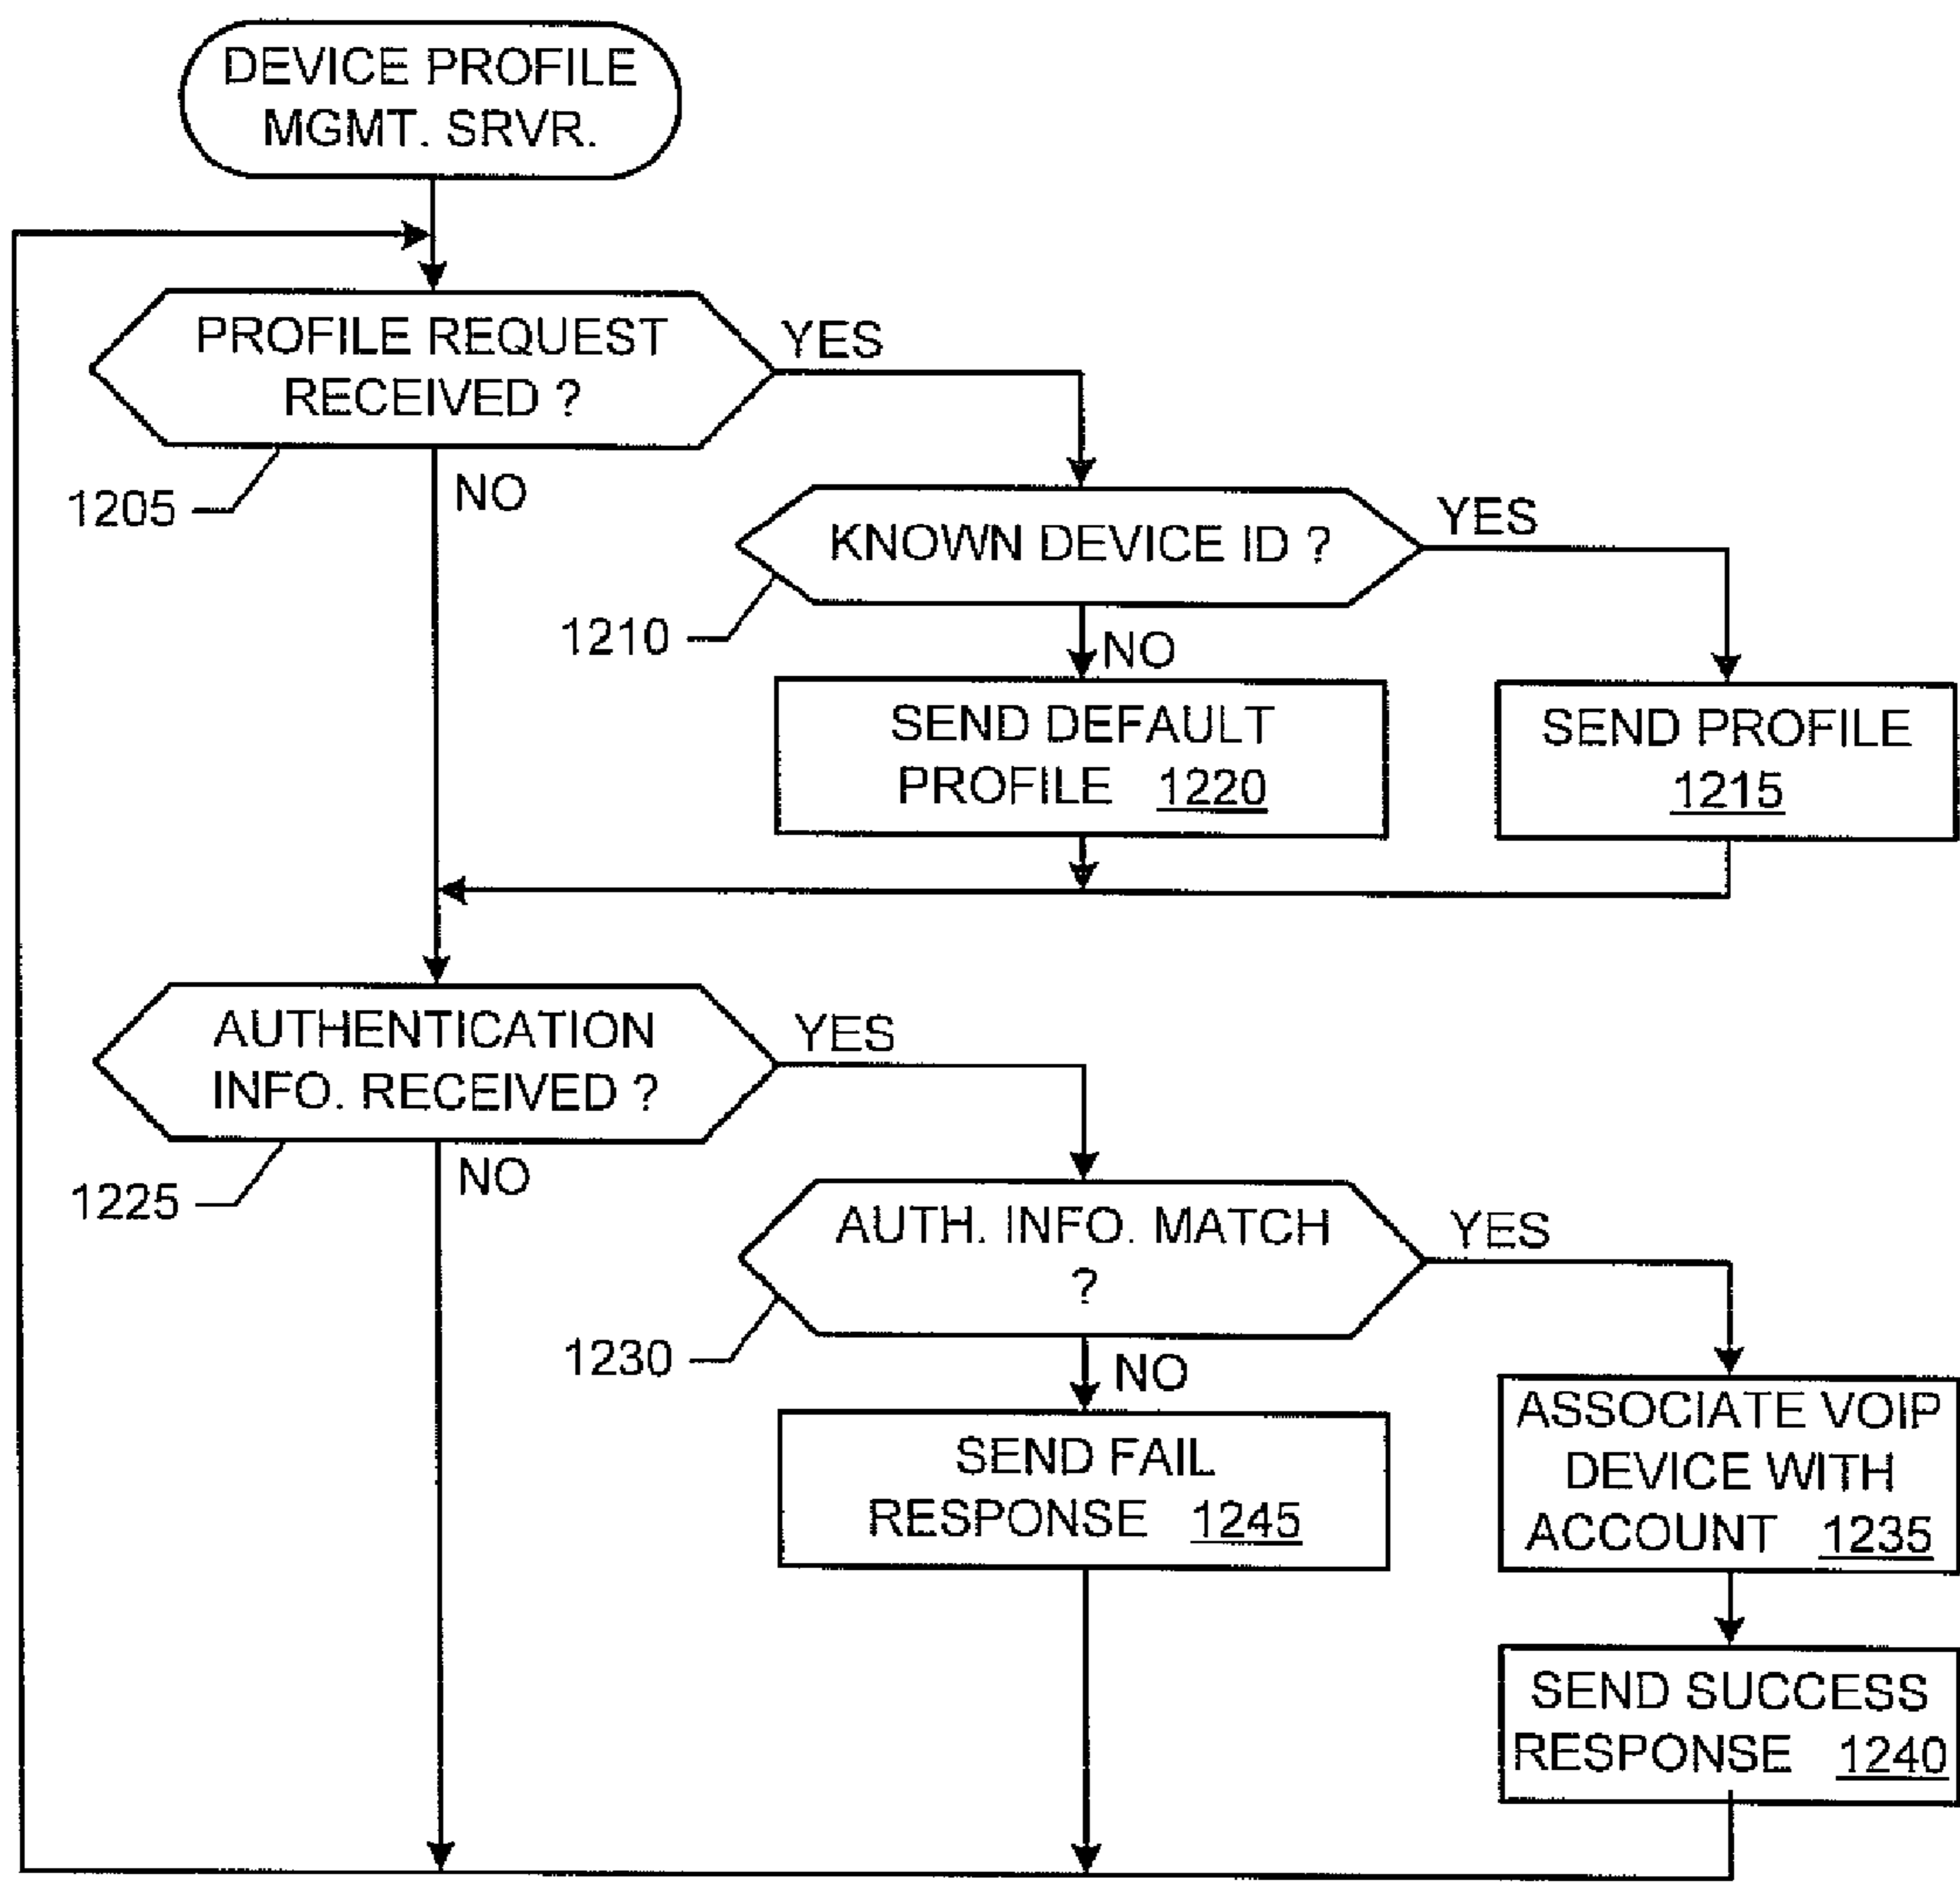 DEVICE PROFILE
MGMT. SRVR.
PROFILE REQUEST
RECEIVED ?
YES
1205
NO
KNOWN DEVICE ID ?
YES
1210
NO
SEND DEFAULT
PROFILE 1220
SEND PROFILE
1215
AUTHENTICATION
INFO. RECEIVED ?
YES
1225
NO
AUTH. INFO. MATCH
?
YES
1230
NO
SEND FAIL
RESPONSE 1245
ASSOCIATE VOIP
DEVICE WITH
ACCOUNT 1235
SEND SUCCESS
RESPONSE 1240